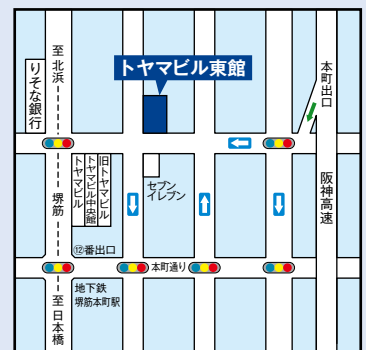 至北浜
りそな銀行
トヤマビル東館
本町出口
堺筋
トヤマビル
トヤマビル中央館
旧トヤマビル
セブン
イレブン
阪神高速
⑫番出口
本町通り
地下鉄
堺筋本町駅
至日本橋